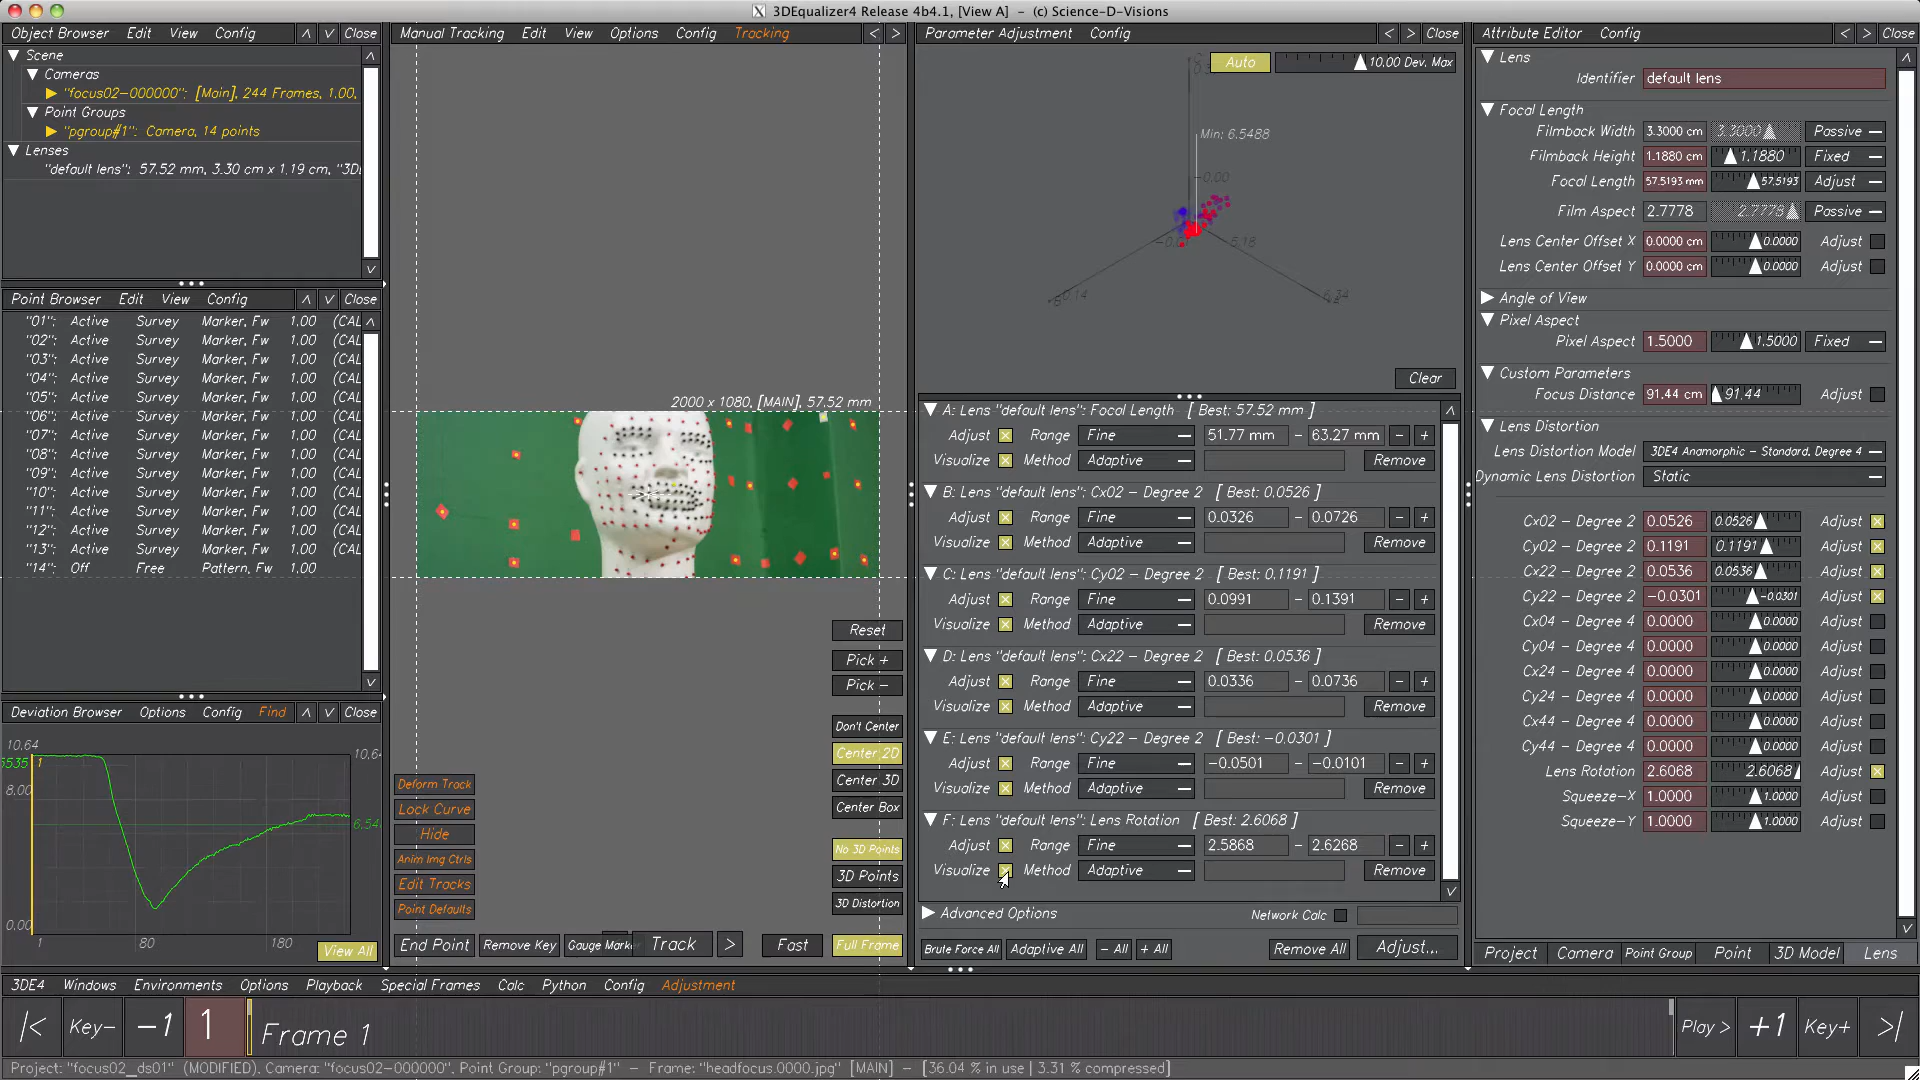 3DEqualizer4 Release 4b4.1, [View A]  -  (c) Science-D-Visions
Object Browser Edit View Config Close
Scene
Cameras
"focus02-000000":  [Main], 244 Frames, 1.00,
Point Groups
"pgroup#1":  Camera, 14 points
Lenses
"default lens":  57.52 mm, 3.30 cm x 1.19 cm, "3D
Point Browser Edit View Config Close
"01": Active Survey Marker, Fw 1.00 (CAL
"02": Active Survey Marker, Fw 1.00 (CAL
"03": Active Survey Marker, Fw 1.00 (CAL
"04": Active Survey Marker, Fw 1.00 (CAL
"05": Active Survey Marker, Fw 1.00 (CAL
"06": Active Survey Marker, Fw 1.00 (CAL
"07": Active Survey Marker, Fw 1.00 (CAL
"08": Active Survey Marker, Fw 1.00 (CAL
"09": Active Survey Marker, Fw 1.00 (CAL
"10": Active Survey Marker, Fw 1.00 (CAL
"11": Active Survey Marker, Fw 1.00 (CAL
"12": Active Survey Marker, Fw 1.00 (CAL
"13": Active Survey Marker, Fw 1.00 (CAL
"14": Off Free Pattern, Fw 1.00
Deviation Browser Options Config Find Close
10.64
5535 1 10.64
8.00
6.54
0.00
1 80 180
View All
Manual Tracking Edit View Options Config Tracking < >
2000 x 1080, [MAIN], 57.52 mm
Reset
Pick +
Pick -
Don't Center
Center 2D
Center 3D
Center Box
No 3D Points
3D Points
3D Distortion
Full Frame
Deform Track
Lock Curve
Hide
Anim Img Ctrls
Edit Tracks
Point Defaults
End Point Remove Key Gauge Mark Track > Fast
Parameter Adjustment Config < > Close
Auto 10.00 Dev. Max
Min: 6.5488
0.00
5.18
0.14
Clear
A: Lens "default lens": Focal Length [ Best: 57.52 mm ]
Adjust Range Fine 51.77 mm - 63.27 mm - +
Visualize Method Adaptive Remove
B: Lens "default lens": Cx02 - Degree 2 [ Best: 0.0526 ]
Adjust Range Fine 0.0326 - 0.0726 - +
Visualize Method Adaptive Remove
C: Lens "default lens": Cy02 - Degree 2 [ Best: 0.1191 ]
Adjust Range Fine 0.0991 - 0.1391 - +
Visualize Method Adaptive Remove
D: Lens "default lens": Cx22 - Degree 2 [ Best: 0.0536 ]
Adjust Range Fine 0.0336 - 0.0736 - +
Visualize Method Adaptive Remove
E: Lens "default lens": Cy22 - Degree 2 [ Best: -0.0301 ]
Adjust Range Fine -0.0501 - -0.0101 - +
Visualize Method Adaptive Remove
F: Lens "default lens": Lens Rotation [ Best: 2.6068 ]
Adjust Range Fine 2.5868 - 2.6268 - +
Visualize Method Adaptive Remove
Advanced Options Network Calc
Brute Force All Adaptive All - All + All Remove All Adjust...
Attribute Editor Config < > Close
Lens
Identifier default lens
Focal Length
Filmback Width 3.3000 cm 3.3000 Passive
Filmback Height 1.1880 cm 1.1880 Fixed
Focal Length 57.5193 mm 57.5193 Adjust
Film Aspect 2.7778 2.7778 Passive
Lens Center Offset X 0.0000 cm 0.0000 Adjust
Lens Center Offset Y 0.0000 cm 0.0000 Adjust
Angle of View
Pixel Aspect
Pixel Aspect 1.5000 1.5000 Fixed
Custom Parameters
Focus Distance 91.44 cm 91.44 Adjust
Lens Distortion
Lens Distortion Model 3DE4 Anamorphic - Standard, Degree 4
Dynamic Lens Distortion Static
Cx02 - Degree 2 0.0526 0.0526 Adjust
Cy02 - Degree 2 0.1191 0.1191 Adjust
Cx22 - Degree 2 0.0536 0.0536 Adjust
Cy22 - Degree 2 -0.0301 -0.0301 Adjust
Cx04 - Degree 4 0.0000 0.0000 Adjust
Cy04 - Degree 4 0.0000 0.0000 Adjust
Cx24 - Degree 4 0.0000 0.0000 Adjust
Cy24 - Degree 4 0.0000 0.0000 Adjust
Cx44 - Degree 4 0.0000 0.0000 Adjust
Cy44 - Degree 4 0.0000 0.0000 Adjust
Lens Rotation 2.6068 2.6068 Adjust
Squeeze-X 1.0000 1.0000 Adjust
Squeeze-Y 1.0000 1.0000 Adjust
Project Camera Point Group Point 3D Model Lens
3DE4 Windows Environments Options Playback Special Frames Calc Python Config Adjustment
|< Key- -1 1 Frame 1 Play > +1 Key+ >|
Project: "focus02_ds01" (MODIFIED), Camera: "focus02-000000", Point Group: "pgroup#1"  -  Frame: "headfocus.0000.jpg"  [MAIN]  -  [36.04 % in use | 3.31 % compressed]